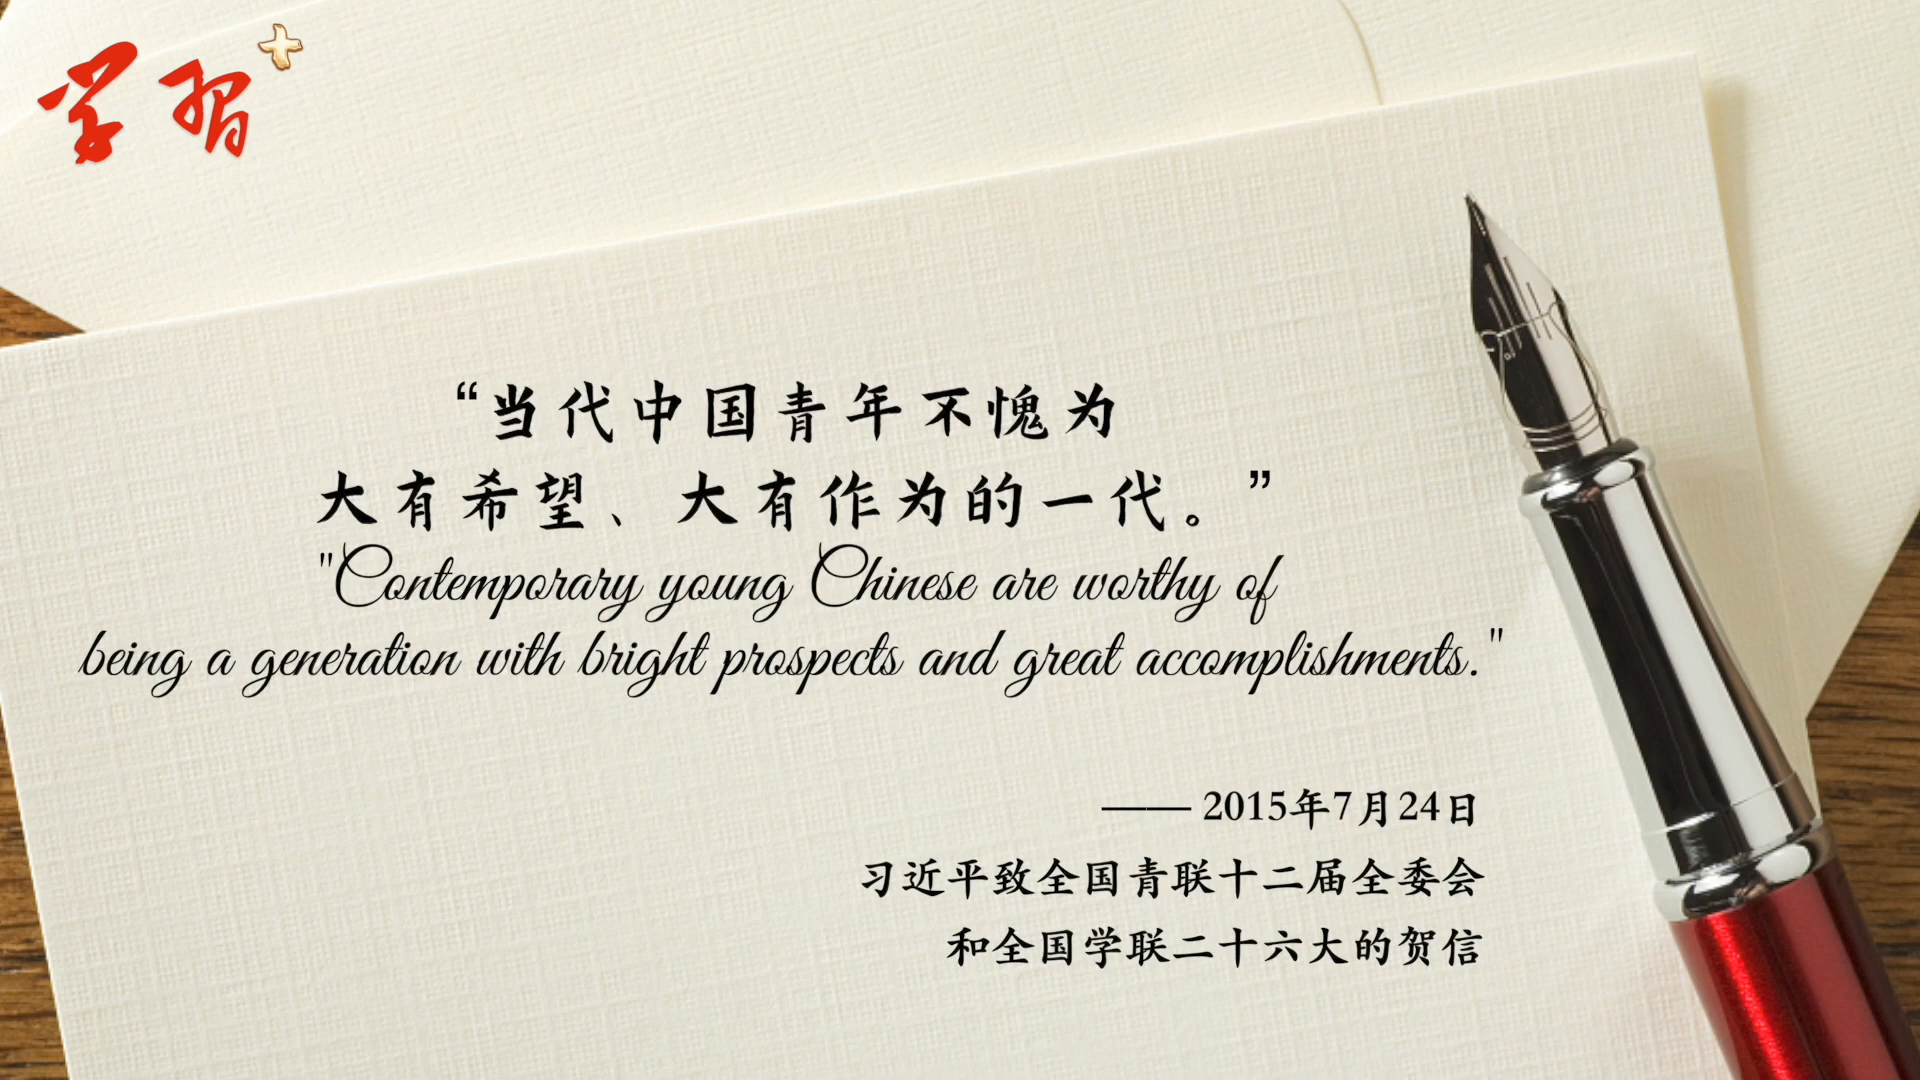 学习+
“当代中国青年不愧为
大有希望、大有作为的一代。”
"Contemporary young Chinese are worthy of
being a generation with bright prospects and great accomplishments."
—— 2015年7月24日
习近平致全国青联十二届全委会
和全国学联二十六大的贺信